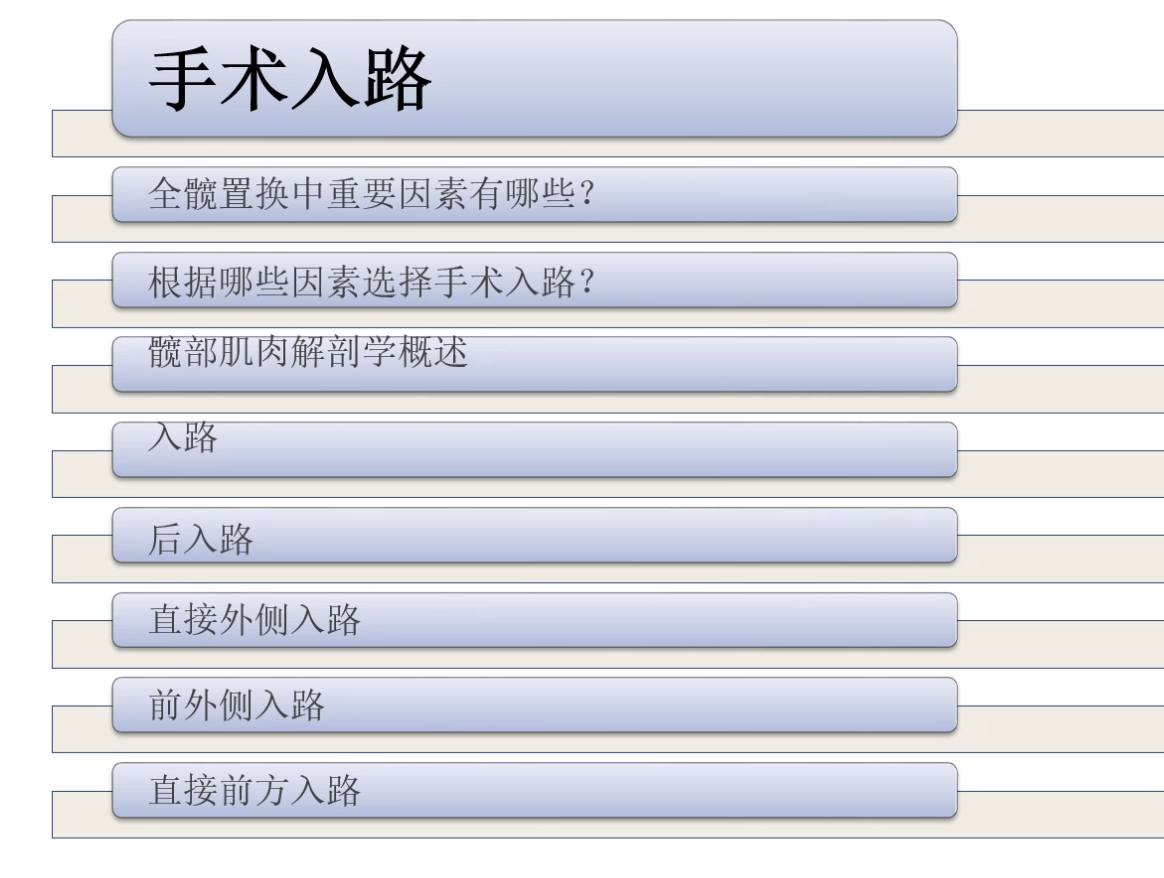 手术入路
全髋置换中重要因素有哪些?
根据哪些因素选择手术入路?
髋部肌肉解剖学概述
入路
后入路
直接外侧入路
前外侧入路
直接前方入路